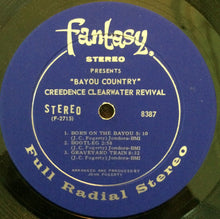 fantasy
STEREO
PRESENTS
"BAYOU COUNTRY"
CREEDENCE CLEARWATER REVIVAL
STEREO
(F-2713)
8387
1. BORN ON THE BAYOU 5:10
(J. C. Fogerty) Jondora-BMI
2. BOOTLEG 2:58
(J. C. Fogerty) Jondora-BMI
3. GRAVEYARD TRAIN 8:32
(J. C. Fogerty) Jondora-BMI
ARRANGED AND PRODUCED BY
JOHN FOGERTY
Full Radial Stereo